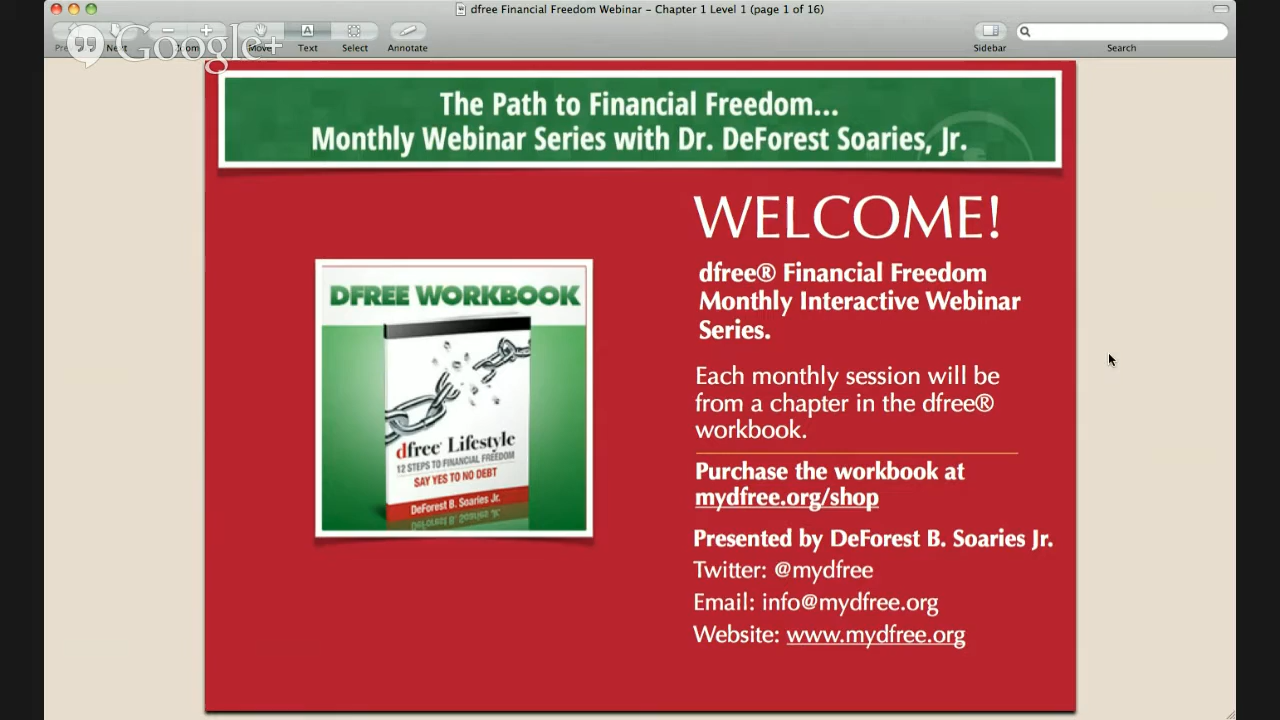 dfree Financial Freedom Webinar – Chapter 1 Level 1 (page 1 of 16)
Google+
Move Text Select Annotate Sidebar Search
The Path to Financial Freedom...
Monthly Webinar Series with Dr. DeForest Soaries, Jr.
WELCOME!
dfree® Financial Freedom
Monthly Interactive Webinar
Series.
Each monthly session will be
from a chapter in the dfree®
workbook.
Purchase the workbook at
mydfree.org/shop
Presented by DeForest B. Soaries Jr.
Twitter: @mydfree
Email: info@mydfree.org
Website: www.mydfree.org
DFREE WORKBOOK
dfree® Lifestyle
12 STEPS TO FINANCIAL FREEDOM
SAY YES TO NO DEBT
DeForest B. Soaries Jr.